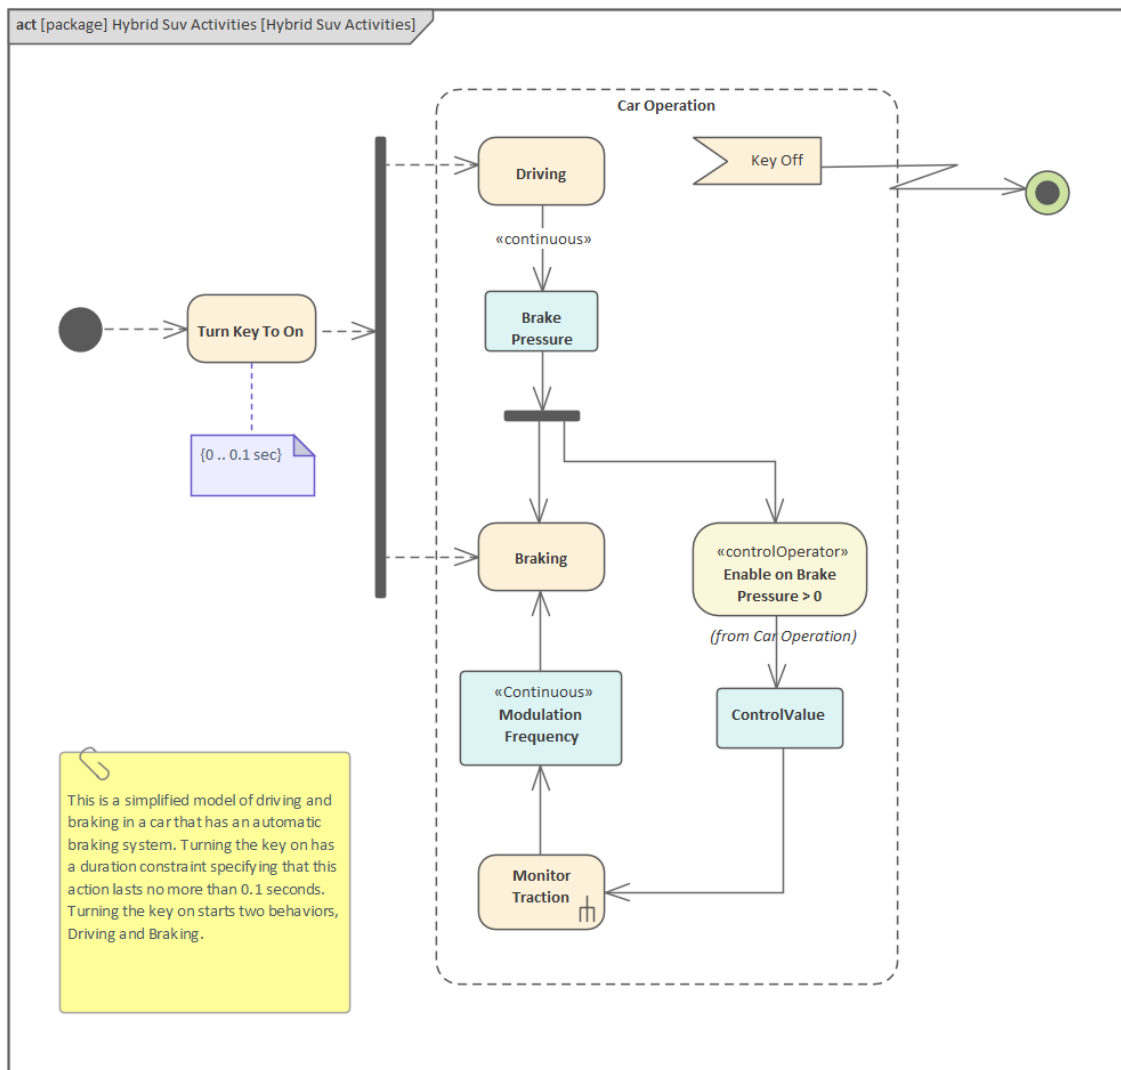 act [package] Hybrid Suv Activities [Hybrid Suv Activities]
Car Operation
Driving
Key Off
«continuous»
Brake
Pressure
Turn Key To On
{0 .. 0.1 sec}
Braking
«controlOperator»
Enable on Brake
Pressure > 0
(from Car Operation)
«Continuous»
Modulation
Frequency
ControlValue
This is a simplified model of driving and
braking in a car that has an automatic
braking system. Turning the key on has
a duration constraint specifying that this
action lasts no more than 0.1 seconds.
Turning the key on starts two behaviors,
Driving and Braking.
Monitor
Traction